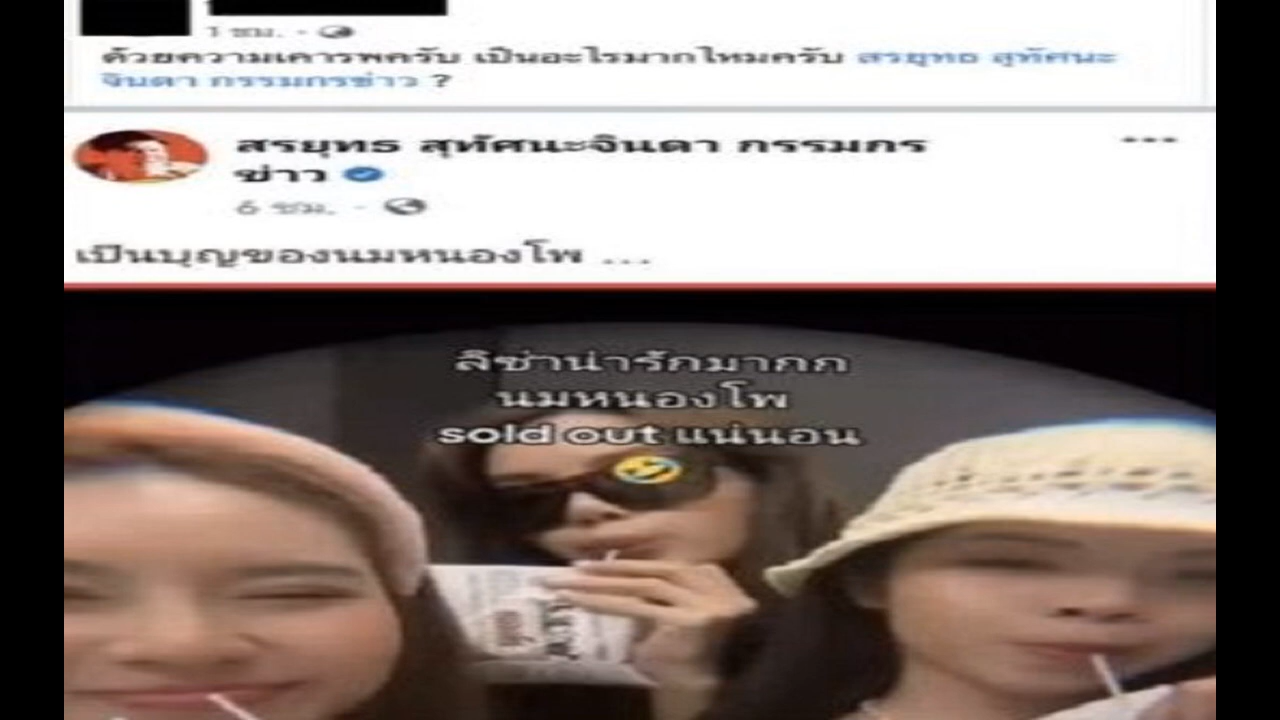 1 ชม. ·
ด้วยความเคารพครับ เป็นอะไรมากไหมครับ สรยุทธ สุทัศนะ
จินดา กรรมกรข่าว ?
สรยุทธ สุทัศนะจินดา กรรมกร
ข่าว
6 ชม. ·
เป็นบุญของนมหนองโพ ...
ลิซ่าน่ารักมากก
นมหนองโพ
sold out แน่นอน